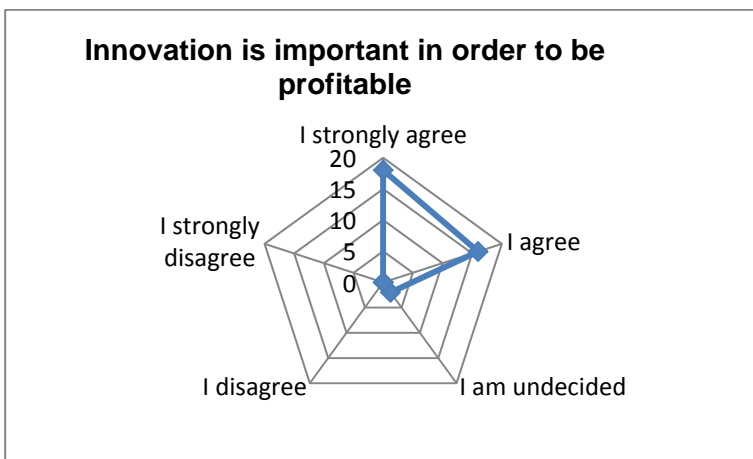 Innovation is important in order to be
profitable
I strongly agree
20
15
10
5
0
I agree
I am undecided
I disagree
I strongly
disagree